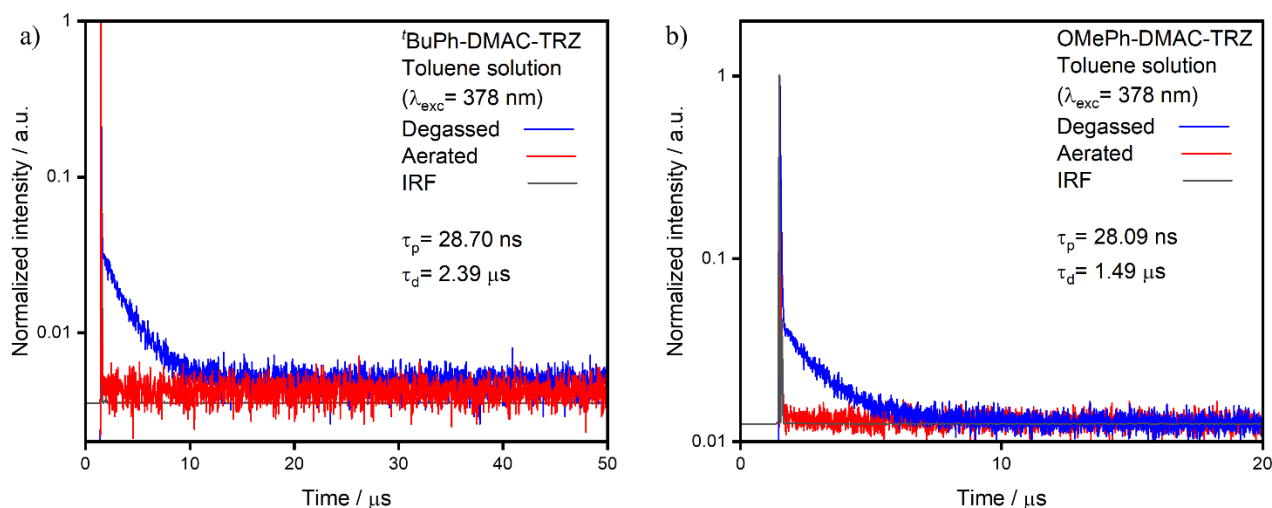 a)
Normalized intensity / a.u.
1
0.1
0.01
ᵗBuPh-DMAC-TRZ
Toluene solution
(λexc= 378 nm)
Degassed
Aerated
IRF
τp= 28.70 ns
τd= 2.39 μs
0 10 20 30 40 50
Time / μs
b)
Normalized intensity / a.u.
1
0.1
0.01
OMePh-DMAC-TRZ
Toluene solution
(λexc= 378 nm)
Degassed
Aerated
IRF
τp= 28.09 ns
τd= 1.49 μs
0 10 20
Time / μs